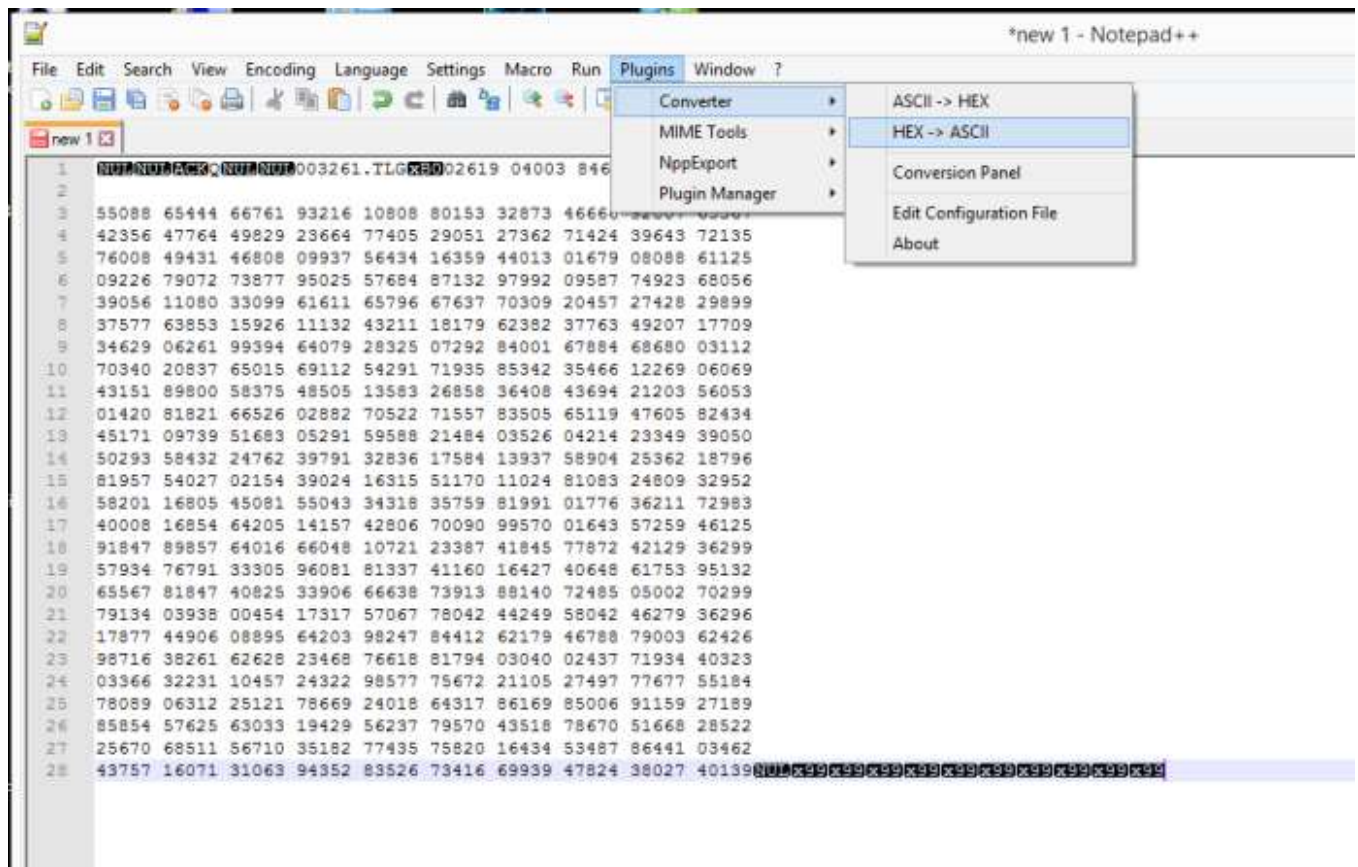 *new 1 - Notepad++
File Edit Search View Encoding Language Settings Macro Run Plugins Window ?
Converter
MIME Tools
NppExport
Plugin Manager
ASCII -> HEX
HEX -> ASCII
Conversion Panel
Edit Configuration File
About
new 1
1 NULNULACKQNULNUL003261.TLGxB002619 04003 846
2
3 55088 65444 66761 93216 10808 80153 32873
4 42356 47764 49829 23664 77405 29051 27362 71424 39643 72135
5 76008 49431 46808 09937 56434 16359 44013 01679 08088 61125
6 09226 79072 73877 95025 57684 87132 97992 09587 74923 68056
7 39056 11080 33099 61611 65796 67637 70309 20457 27428 29899
8 37577 63853 15926 11132 43211 18179 62382 37763 49207 17709
9 34629 06261 99394 64079 28325 07292 84001 67884 68680 03112
10 70340 20837 65015 69112 54291 71935 85342 35466 12269 06069
11 43151 89800 58375 48505 13583 26858 36408 43694 21203 56053
12 01420 81821 66526 02882 70522 71557 83505 65119 47605 82434
13 45171 09739 51683 05291 59588 21484 03526 04214 23349 39050
14 50293 58432 24762 39791 32836 17584 13937 58904 25362 18796
15 81957 54027 02154 39024 16315 51170 11024 81083 24809 32952
16 58201 16805 45081 55043 34318 35759 81991 01776 36211 72983
17 40008 16854 64205 14157 42806 70090 99570 01643 57259 46125
18 91847 89857 64016 66048 10721 23387 41845 77872 42129 36299
19 57934 76791 33305 96081 81337 41160 16427 40648 61753 95132
20 65567 81847 40825 33906 66638 73913 88140 72485 05002 70299
21 79134 03938 00454 17317 57067 78042 44249 58042 46279 36296
22 17877 44906 08895 64203 98247 84412 62179 46788 79003 62426
23 98716 38261 62628 23468 76618 81794 03040 02437 71934 40323
24 03366 32231 10457 24322 98577 75672 21105 27497 77677 55184
25 78089 06312 25121 78669 24018 64317 86169 85006 91159 27189
26 85854 57625 63033 19429 56237 79570 43518 78670 51668 28522
27 25670 68511 56710 35182 77435 75820 16434 53487 86441 03462
28 43757 16071 31063 94352 83526 73416 69939 47824 38027 40139NULx99x99x99x99x99x99x99x99x99x99